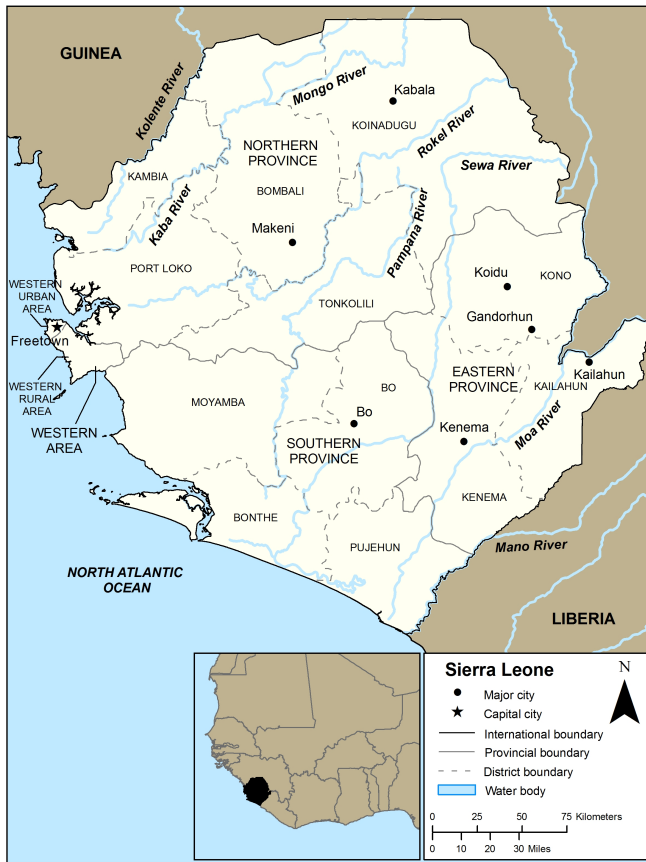 GUINEA
Kolente River
Mongo River
Kabala
KOINADUGU
Rokel River
NORTHERN
PROVINCE
Sewa River
KAMBIA
BOMBALI
Kaba River
Pampana River
Makeni
PORT LOKO
Koidu
KONO
WESTERN
URBAN
AREA
TONKOLILI
Gandorhun
Freetown
EASTERN
PROVINCE
Kailahun
KAILAHUN
WESTERN
RURAL
AREA
MOYAMBA
BO
Bo
Moa River
WESTERN
AREA
Kenema
SOUTHERN
PROVINCE
KENEMA
BONTHE
PUJEHUN
Mano River
NORTH ATLANTIC
OCEAN
LIBERIA
Sierra Leone
N
Major city
Capital city
International boundary
Provincial boundary
District boundary
Water body
0 25 50 75 Kilometers
0 10 20 30 Miles